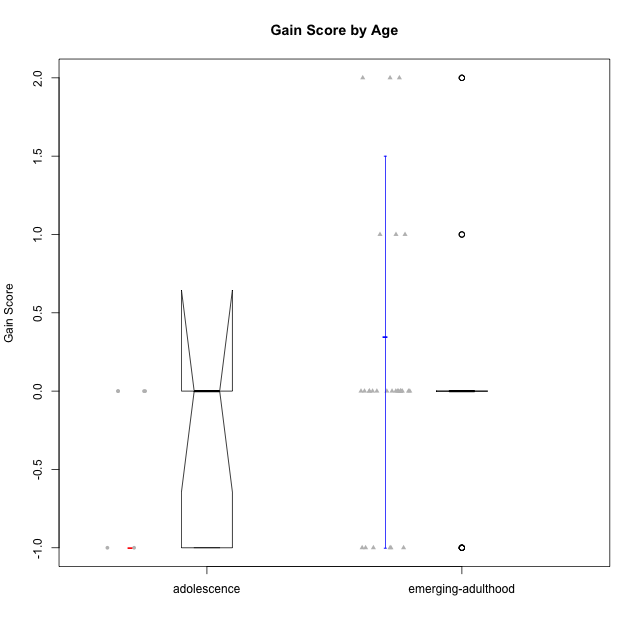 Gain Score by Age
Gain Score
2.0
1.5
1.0
0.5
0.0
-0.5
-1.0
adolescence
emerging-adulthood